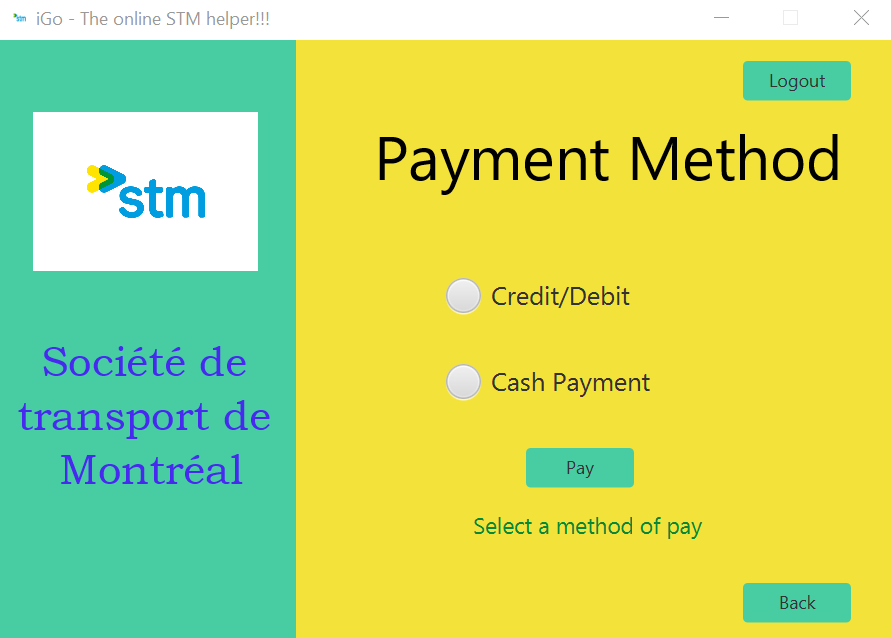 stm iGo - The online STM helper!!!
Logout
stm
Payment Method
Credit/Debit
Société de
transport de
Montréal
Cash Payment
Pay
Select a method of pay
Back